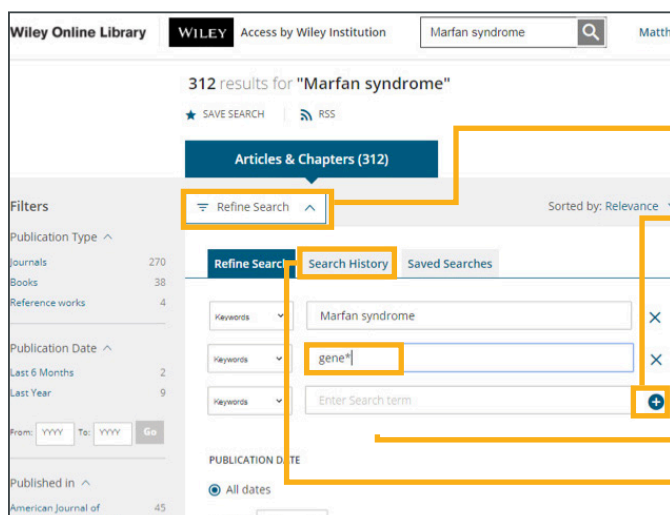 Wiley Online Library WILEY Access by Wiley Institution Marfan syndrome Matth
312 results for "Marfan syndrome"
SAVE SEARCH RSS
Articles & Chapters (312)
Filters
Refine Search
Sorted by: Relevance
Publication Type
Journals 270
Books 38
Reference works 4
Refine Search Search History Saved Searches
Keywords Marfan syndrome
Publication Date
Last 6 Months 2
Last Year 9
From: YYYY To: YYYY Go
Keywords gene*
Keywords Enter Search term
PUBLICATION DATE
All dates
Published in
American Journal of 45